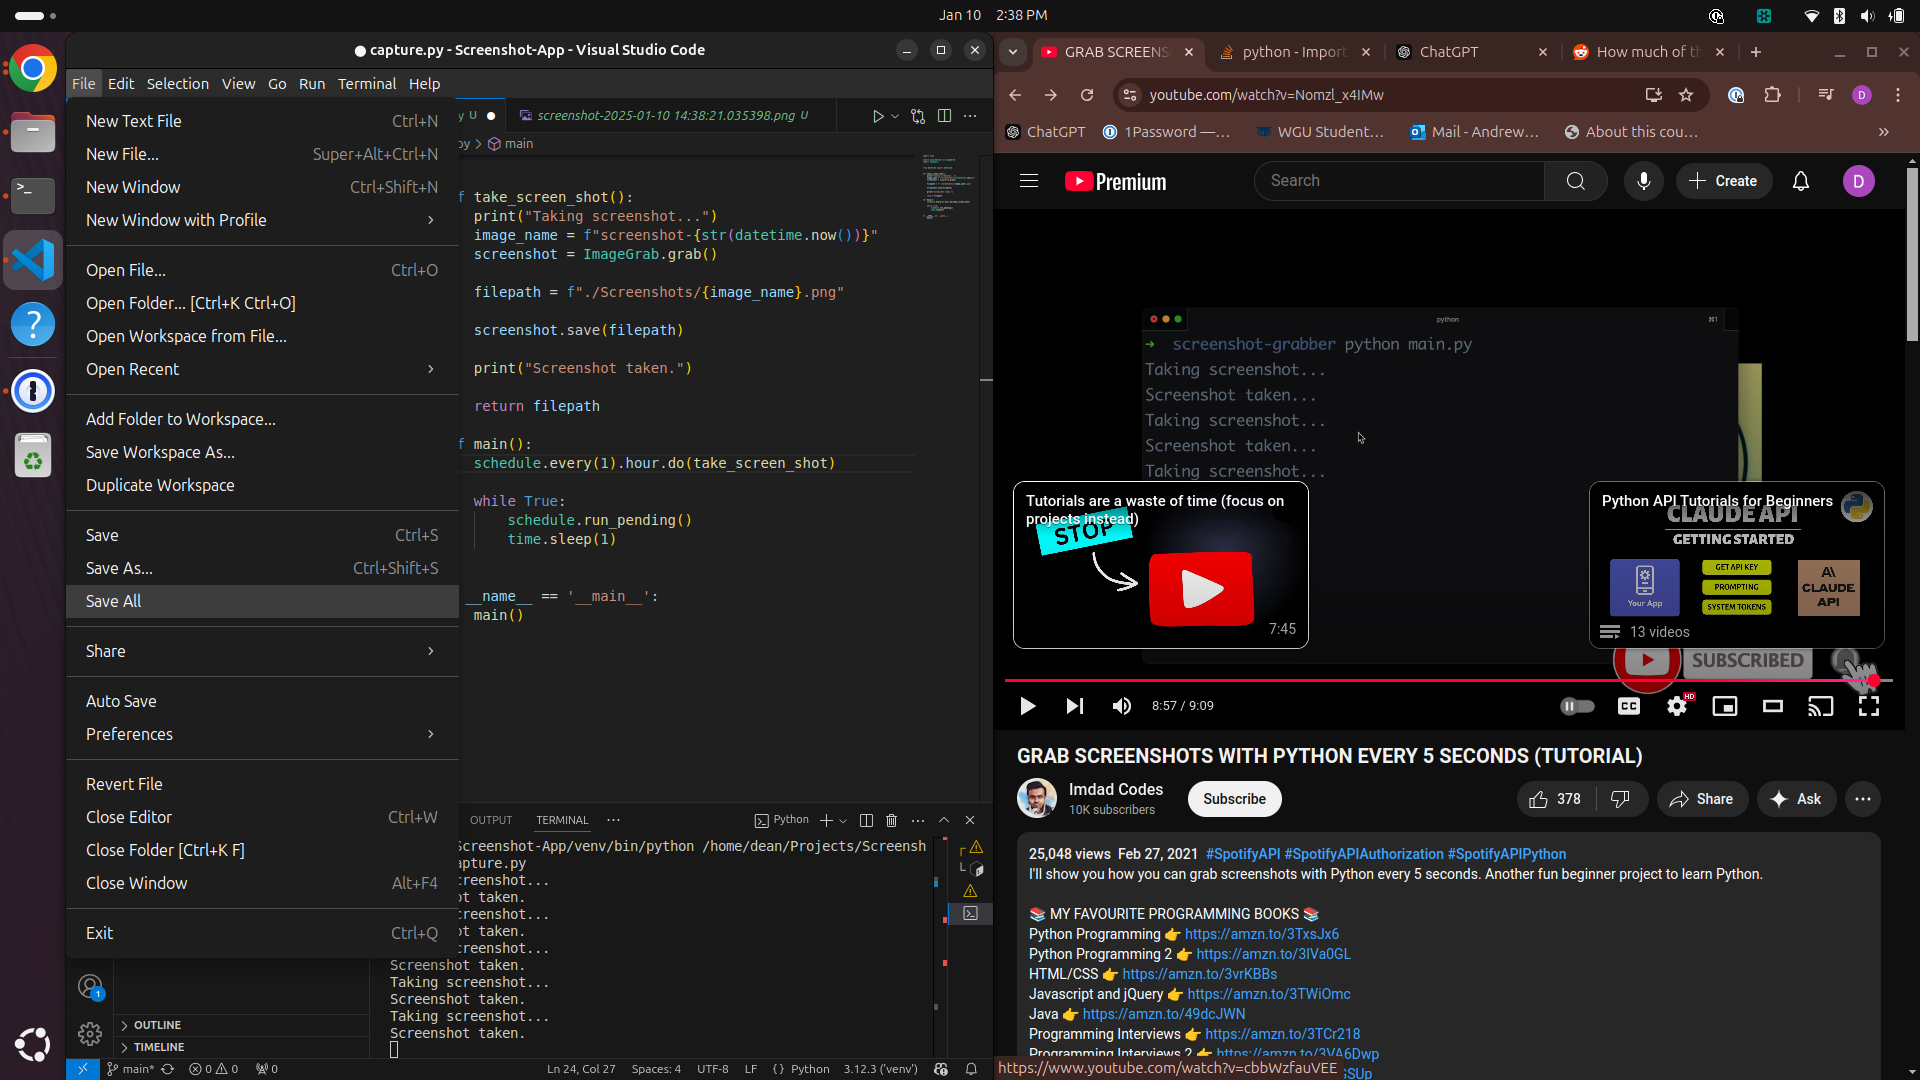 Jan 10 2:38 PM
capture.py - Screenshot-App - Visual Studio Code
File Edit Selection View Go Run Terminal Help
New Text File Ctrl+N
New File... Super+Alt+Ctrl+N
New Window Ctrl+Shift+N
New Window with Profile
Open File... Ctrl+O
Open Folder... [Ctrl+K Ctrl+O]
Open Workspace from File...
Open Recent
Add Folder to Workspace...
Save Workspace As...
Duplicate Workspace
Save Ctrl+S
Save As... Ctrl+Shift+S
Save All
Share
Auto Save
Preferences
Revert File
Close Editor Ctrl+W
Close Folder [Ctrl+K F]
Close Window Alt+F4
Exit Ctrl+Q
1
OUTLINE
TIMELINE
y U
screenshot-2025-01-10 14:38:21.035398.png U
py > main
f take_screen_shot():
print("Taking screenshot...")
image_name = f"screenshot-{str(datetime.now())}"
screenshot = ImageGrab.grab()
filepath = f"./Screenshots/{image_name}.png"
screenshot.save(filepath)
print("Screenshot taken.")
return filepath
f main():
schedule.every(1).hour.do(take_screen_shot)
while True:
schedule.run_pending()
time.sleep(1)
__name__ == '__main__':
main()
OUTPUT TERMINAL ... Python
Screenshot-App/venv/bin/python /home/dean/Projects/Screensh
apture.py
creenshot...
ot taken.
creenshot...
ot taken.
creenshot...
Screenshot taken.
Taking screenshot...
Screenshot taken.
Taking screenshot...
Screenshot taken.
main* 0 0 0 Ln 24, Col 27 Spaces: 4 UTF-8 LF {} Python 3.12.3 ('venv')
GRAB SCREENS python - Import ChatGPT How much of th
youtube.com/watch?v=Nomzl_x4IMw D
ChatGPT 1Password —... WGU Student... Mail - Andrew... About this cou... »
Premium Search Create D
python ⌘1
➜ screenshot-grabber python main.py
Taking screenshot...
Screenshot taken...
Taking screenshot...
Screenshot taken...
Taking screenshot...
Tutorials are a waste of time (focus on
projects instead)
STOP
7:45
Python API Tutorials for Beginners
CLAUDE API
GETTING STARTED
Your App
GET API KEY
PROMPTING
SYSTEM TOKENS
A\
CLAUDE
API
13 videos
SUBSCRIBED
8:57 / 9:09 CC HD
GRAB SCREENSHOTS WITH PYTHON EVERY 5 SECONDS (TUTORIAL)
Imdad Codes
10K subscribers
Subscribe 378 Share Ask ...
25,048 views Feb 27, 2021 #SpotifyAPI #SpotifyAPIAuthorization #SpotifyAPIPython
I'll show you how you can grab screenshots with Python every 5 seconds. Another fun beginner project to learn Python.
📚 MY FAVOURITE PROGRAMMING BOOKS 📚
Python Programming 👉 https://amzn.to/3TxsJx6
Python Programming 2 👉 https://amzn.to/3lVa0GL
HTML/CSS 👉 https://amzn.to/3vrKBBs
Javascript and jQuery 👉 https://amzn.to/3TWiOmc
Java 👉 https://amzn.to/49dcJWN
Programming Interviews 👉 https://amzn.to/3TCr218
Programming Interviews 2 👉 https://amzn.to/3VA6Dwp
https://www.youtube.com/watch?v=cbbWzfauVEE